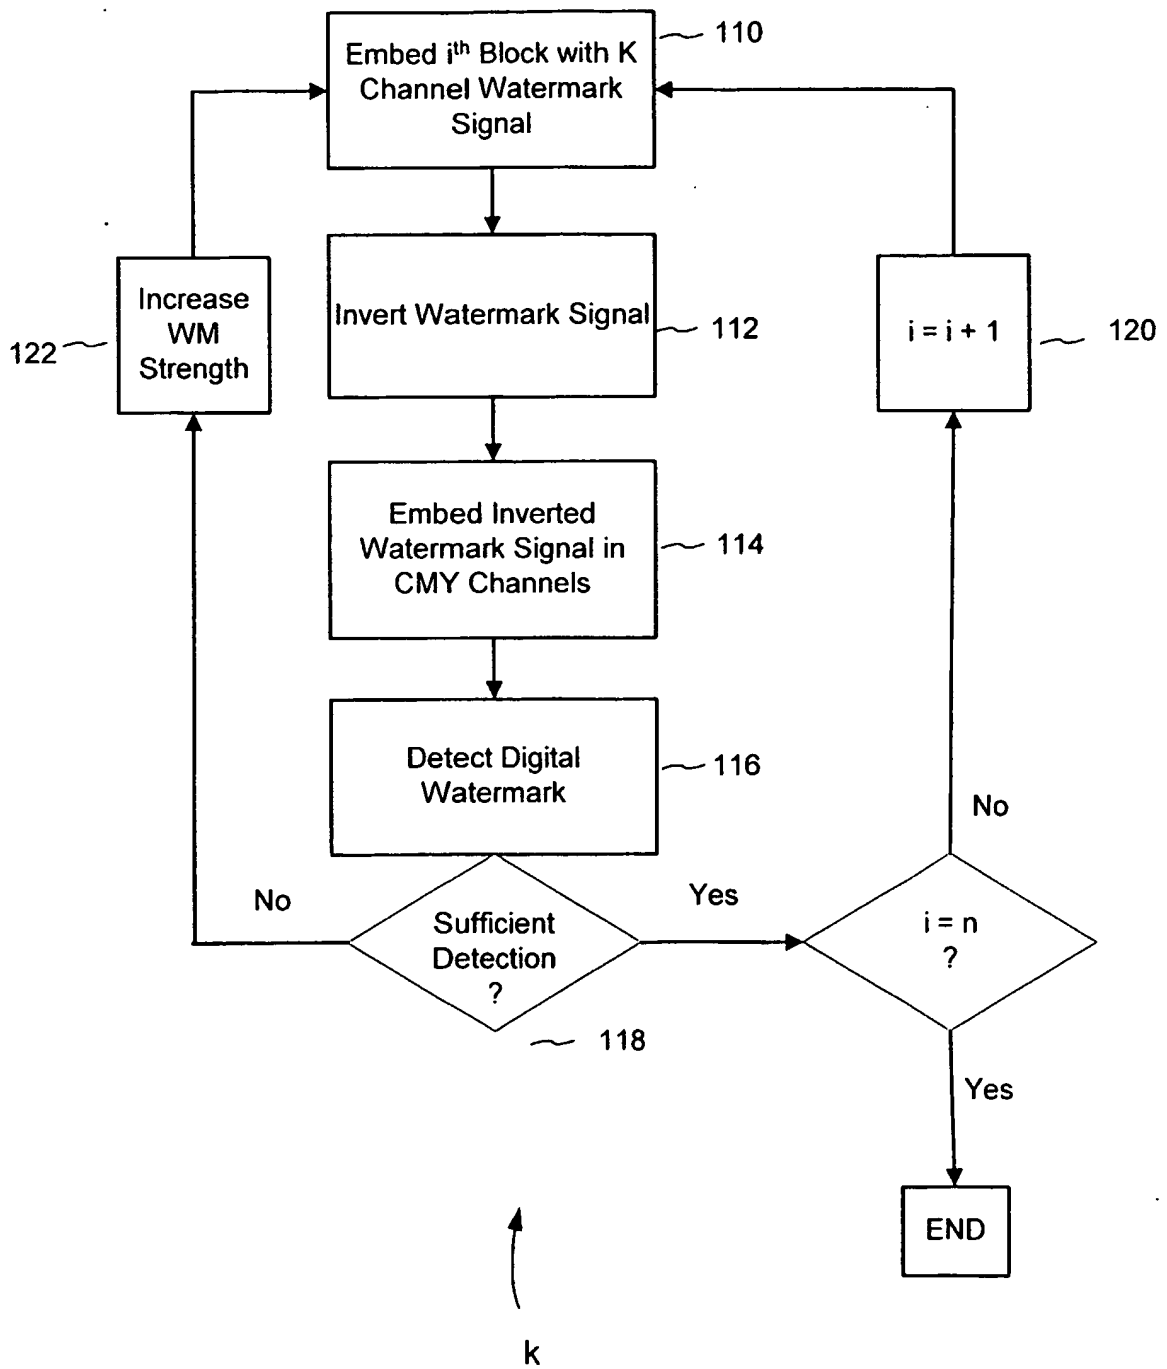 Embed ith Block with K
Channel Watermark
Signal
110
Invert Watermark Signal
112
Increase
WM
Strength
122
i = i + 1
120
Embed Inverted
Watermark Signal in
CMY Channels
114
Detect Digital
Watermark
116
No
Sufficient
Detection
?
118
Yes
No
i = n
?
Yes
END
k